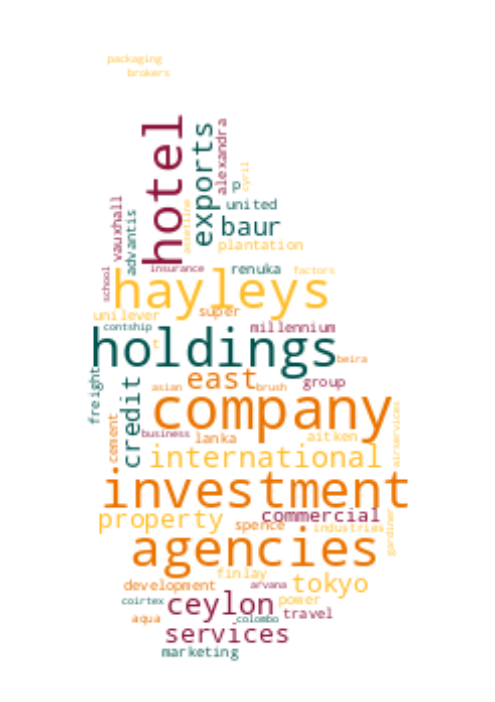 packaging
brokers
hotel
exports
alexandra
cyril
p
vauxhall
advantis
assetline
united
baur
plantation
school
insurance
renuka
factors
hayleys
unilever
super
contship
millennium
t
holdings
beira
freight
credit
asian
east
brush
group
company
cement
business
lanka
aitken
airservices
international
investment
property
commercial
spence
industries
gardiner
agencies
finlay
development
arvana
tokyo
coirtex
ceylon
power
aqua
colombo
travel
services
marketing